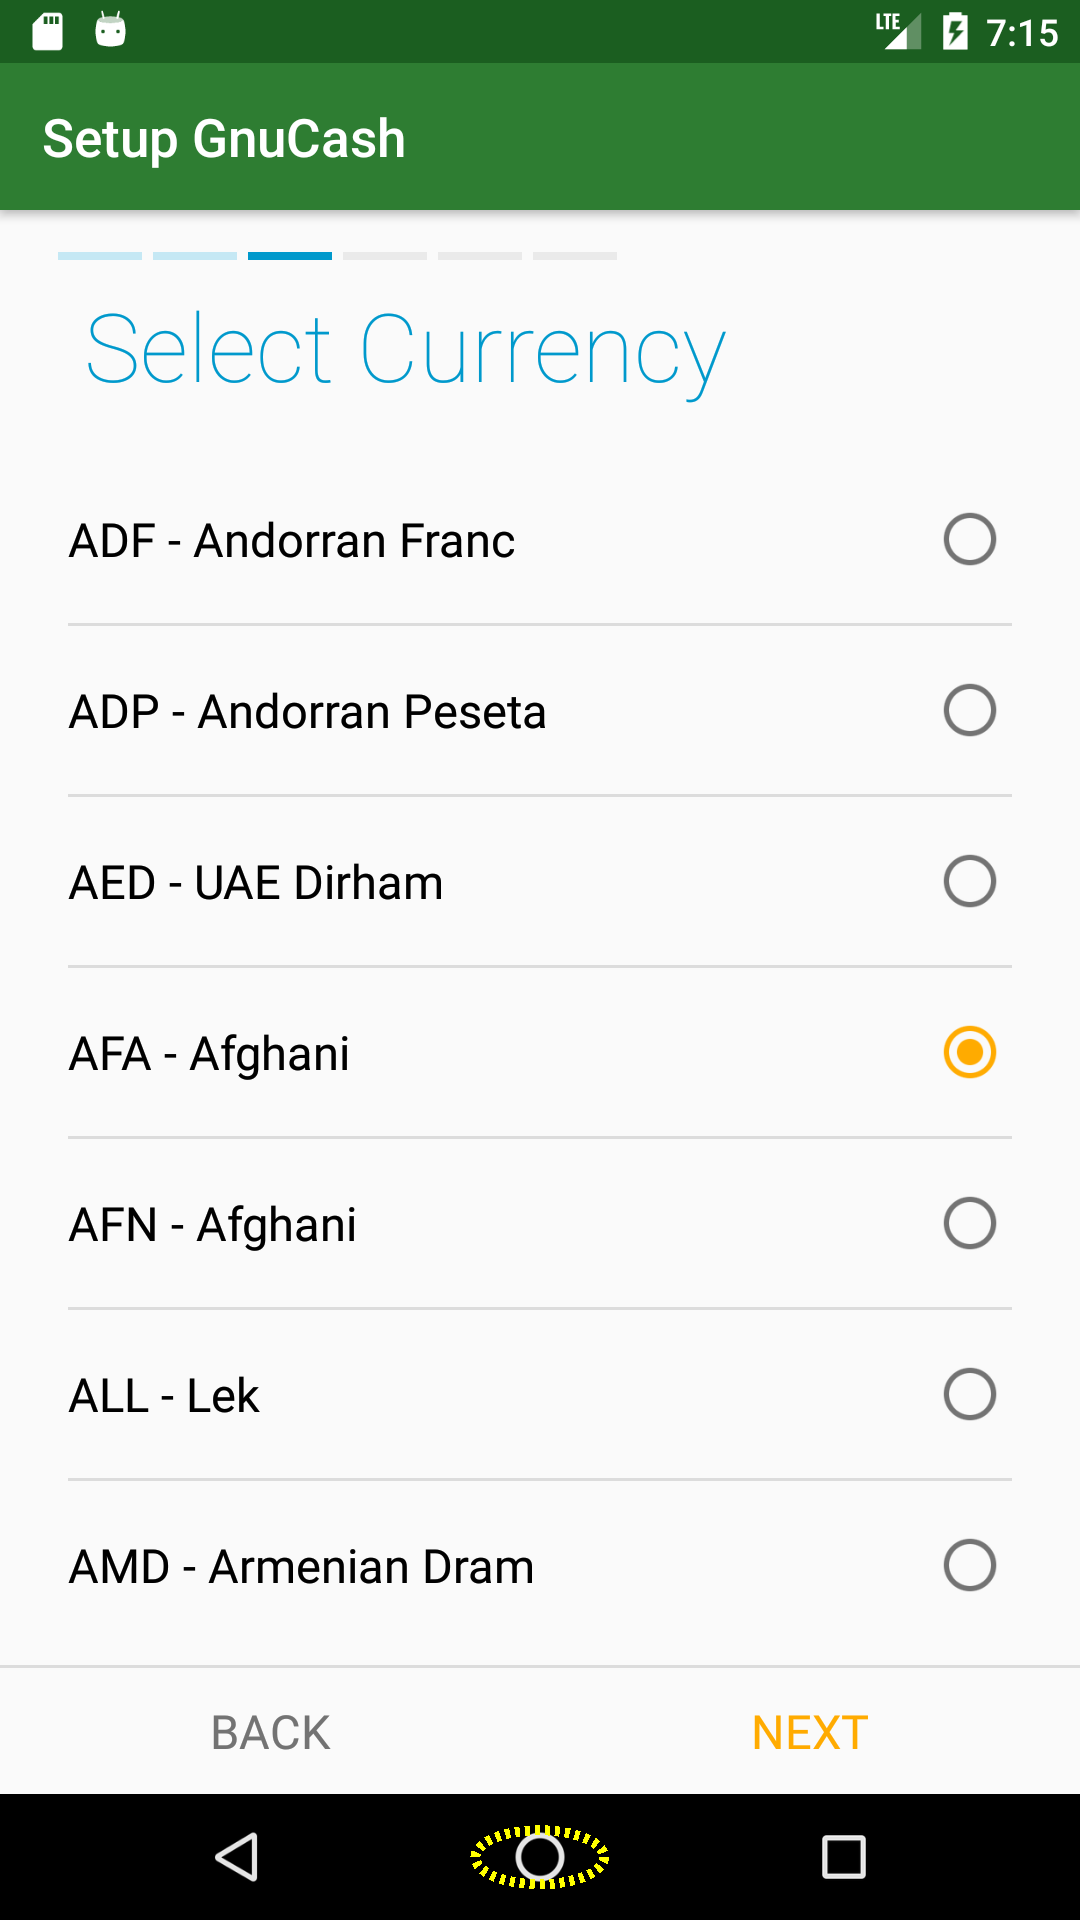 LTE 7:15
Setup GnuCash
Select Currency
ADF - Andorran Franc
ADP - Andorran Peseta
AED - UAE Dirham
AFA - Afghani
AFN - Afghani
ALL - Lek
AMD - Armenian Dram
BACK NEXT